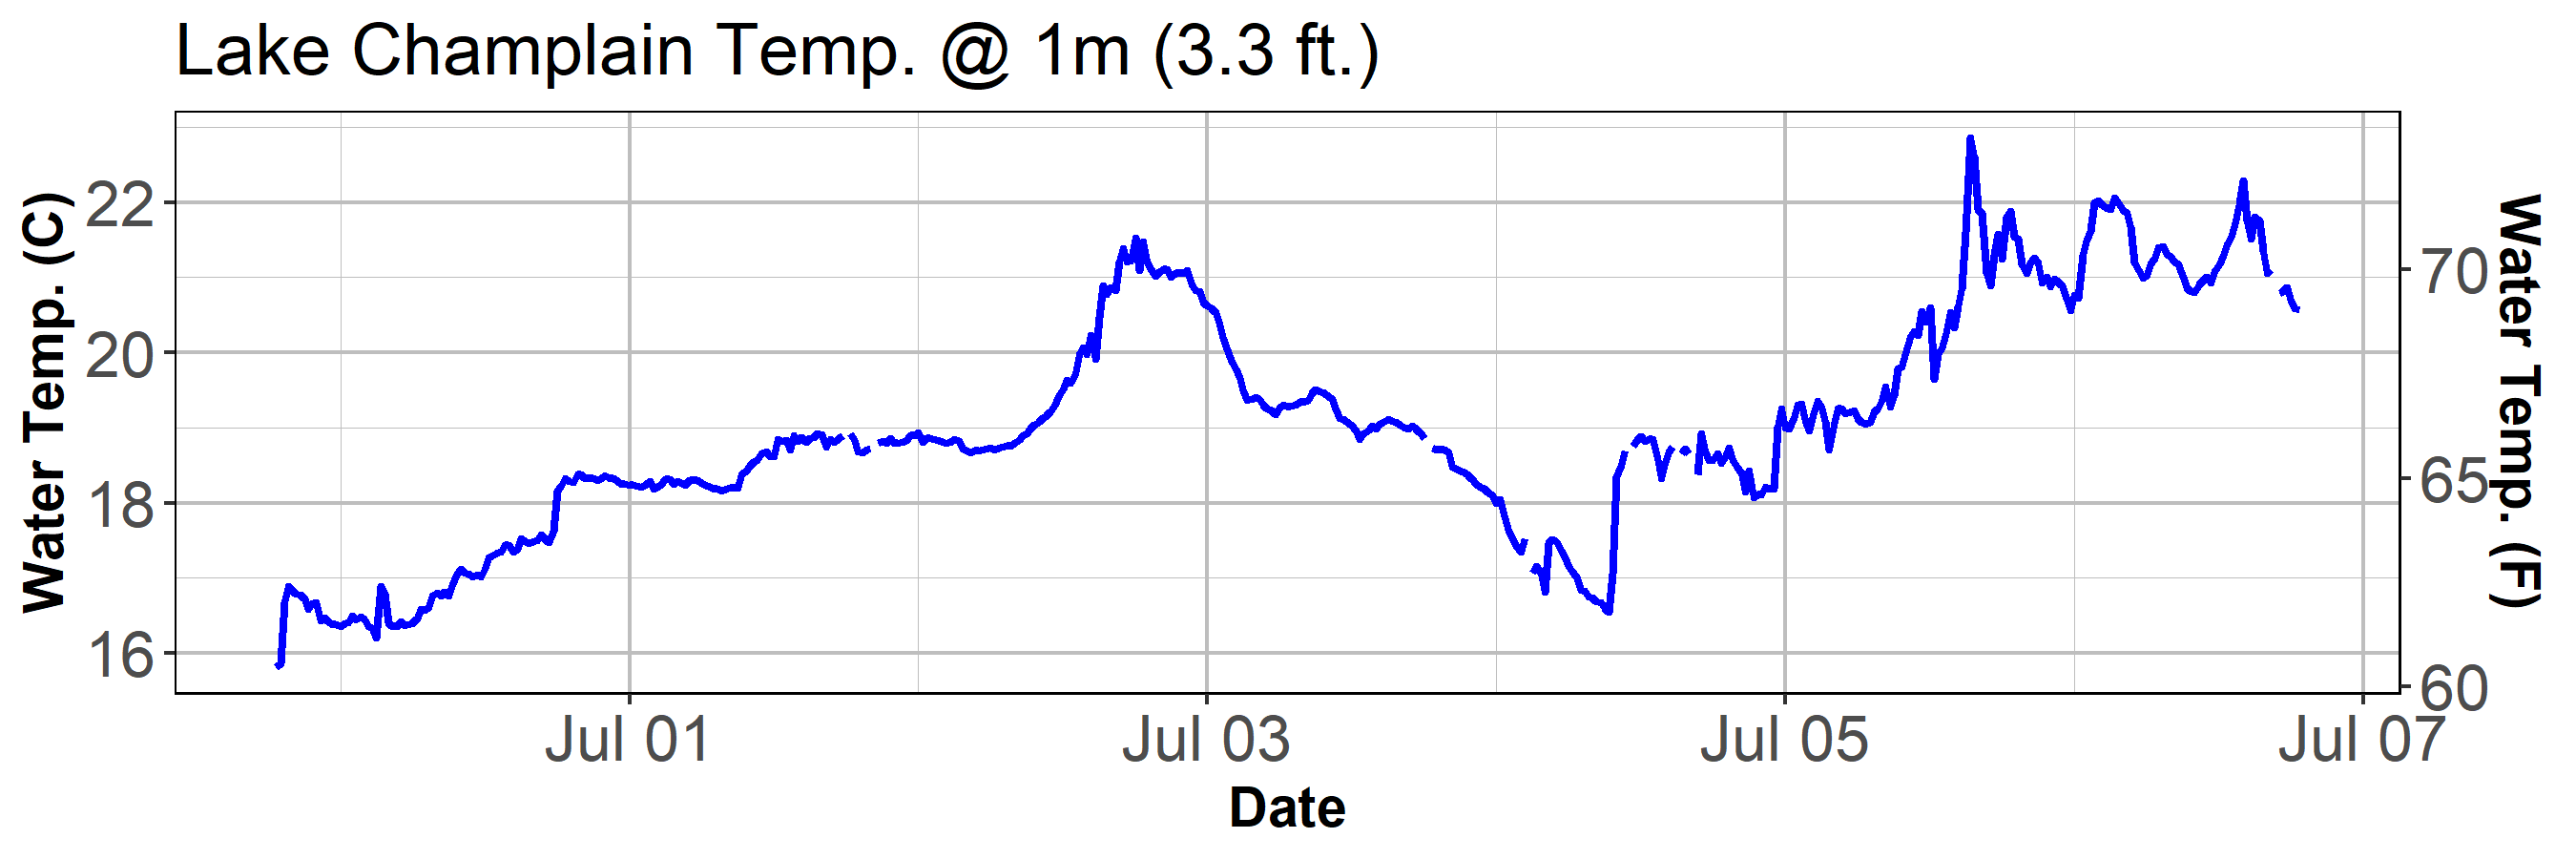 Lake Champlain Temp. @ 1m (3.3 ft.)
Water Temp. (C)
22
20
18
16
70
65
60
Water Temp. (F)
Jul 01
Jul 03
Jul 05
Jul 07
Date